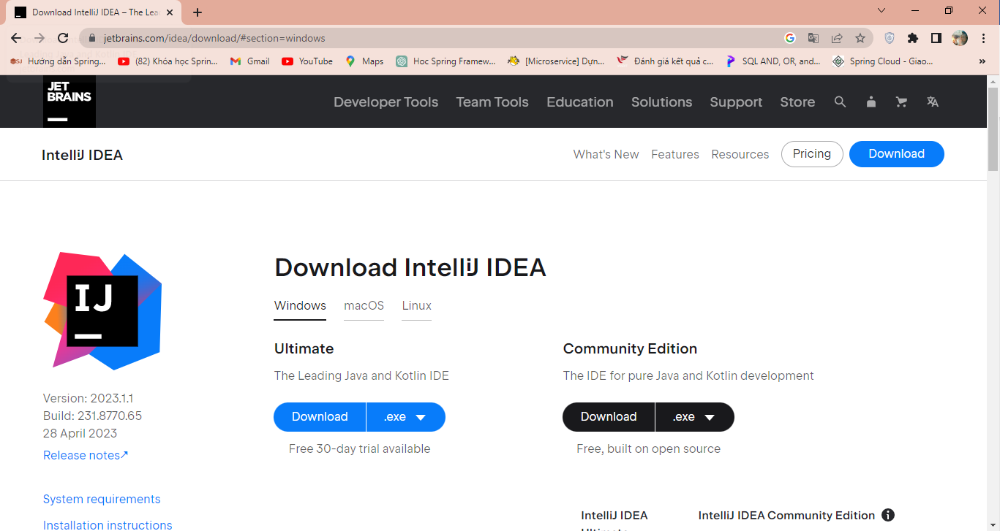 Download IntelliJ IDEA – The Lea
jetbrains.com/idea/download/#section=windows
Hướng dẫn Spring...
(82) Khóa học Sprin...
Gmail
YouTube
Maps
Hoc Spring Framew...
[Microservice] Dựn...
Đánh giá kết quả c...
SQL AND, OR, and...
Spring Cloud - Giao...
JET
BRAINS
Developer Tools
Team Tools
Education
Solutions
Support
Store
IntelliJ IDEA
What's New
Features
Resources
Pricing
Download
IJ
Download IntelliJ IDEA
Windows
macOS
Linux
Ultimate
The Leading Java and Kotlin IDE
Download
.exe
Free 30-day trial available
Community Edition
The IDE for pure Java and Kotlin development
Download
.exe
Free, built on open source
Version: 2023.1.1
Build: 231.8770.65
28 April 2023
Release notes↗
System requirements
Installation instructions
IntelliJ IDEA
Ultimate
IntelliJ IDEA Community Edition